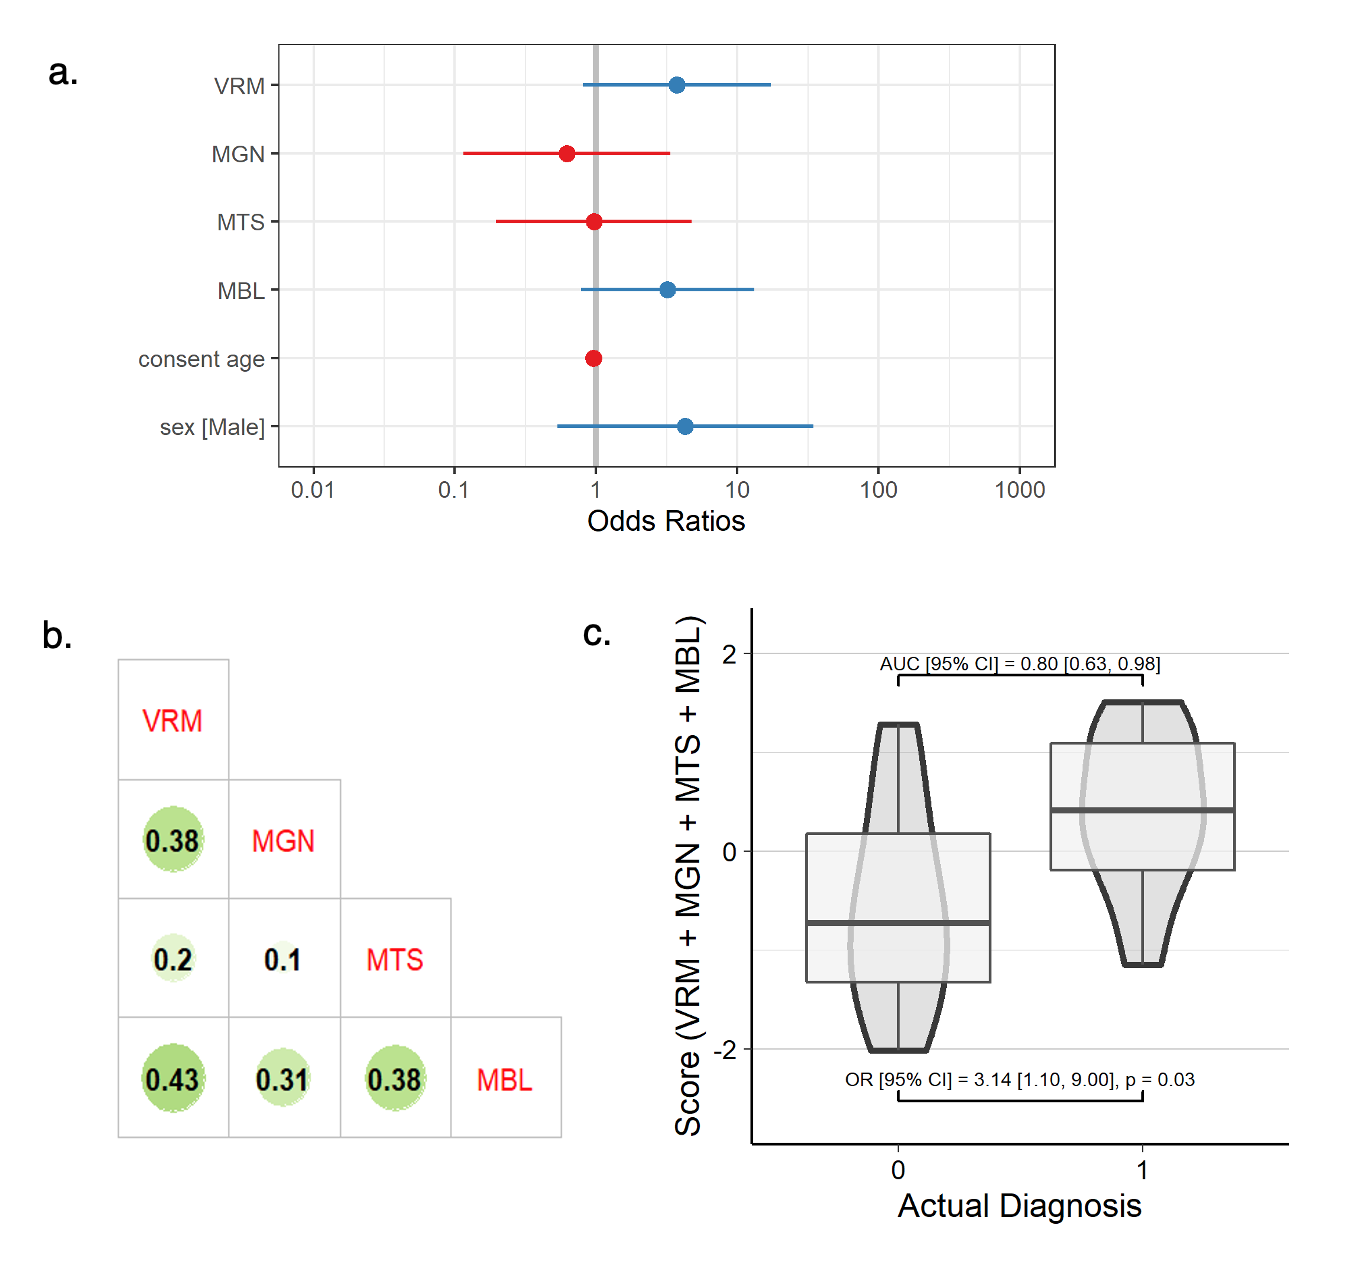 a.
VRM
MGN
MTS
MBL
consent age
sex [Male]
0.01 0.1 1 10 100 1000
Odds Ratios
b.
VRM
0.38 MGN
0.2 0.1 MTS
0.43 0.31 0.38 MBL
c.
Score (VRM + MGN + MTS + MBL)
2
0
-2
AUC [95% CI] = 0.80 [0.63, 0.98]
OR [95% CI] = 3.14 [1.10, 9.00], p = 0.03
0 1
Actual Diagnosis